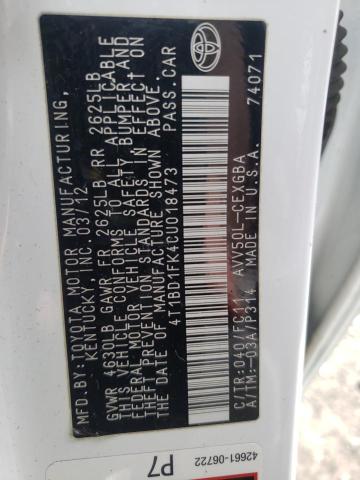 MFD.BY:TOYOTA MOTOR MANUFACTURING,
KENTUCKY, INC. 03/12
GVWR 4630LB GAWR FR 2625LB RR 2625LB
THIS VEHICLE CONFORMS TO ALL APPLICABLE
FEDERAL MOTOR VEHICLE SAFETY, BUMPER, AND
THEFT PREVENTION STANDARDS IN EFFECT ON
THE DATE OF MANUFACTURE SHOWN ABOVE.
4T1BD1FK4CU018473 PASS.CAR
C/TR:040/FC11 AVV50L-CEXGBA
A/TM:-03A/P314 MADE IN U.S.A. 74071
42661-06722
P7